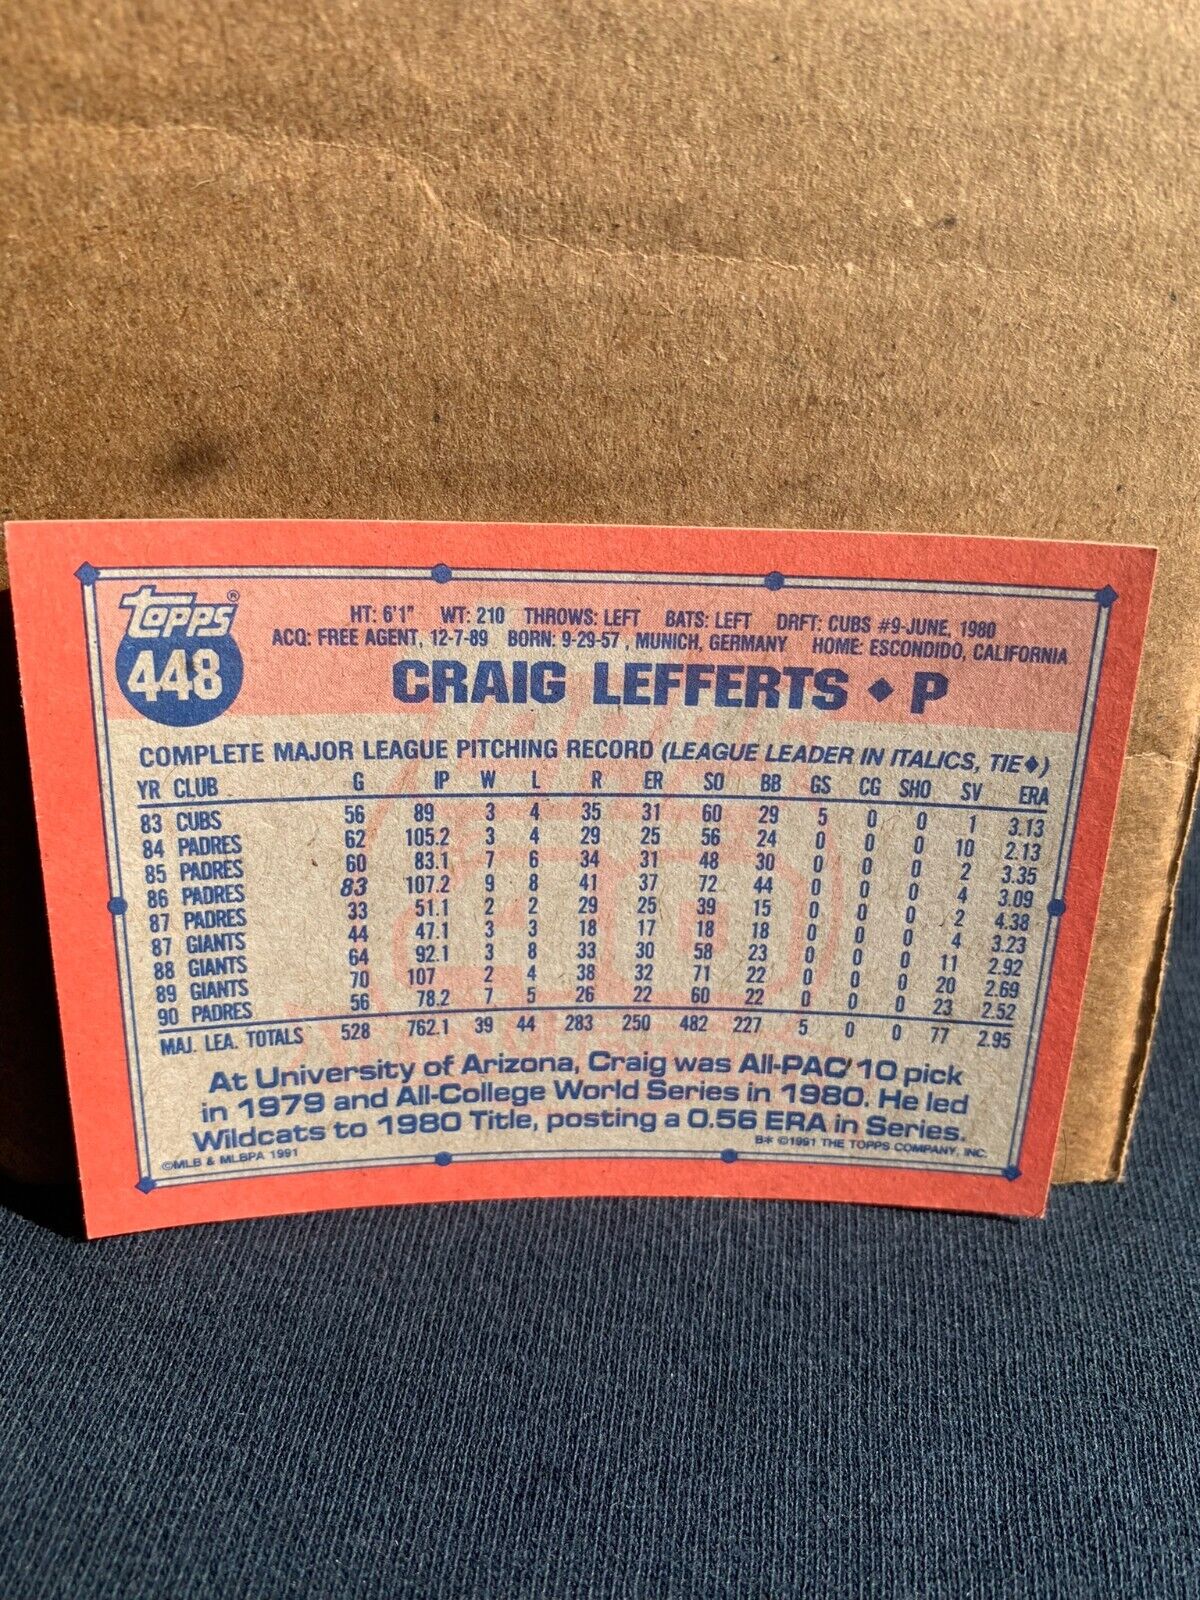 topps®
448
HT: 6'1" WT: 210 THROWS: LEFT BATS: LEFT DRFT: CUBS #9-JUNE, 1980
ACQ: FREE AGENT, 12-7-89 BORN: 9-29-57, MUNICH, GERMANY HOME: ESCONDIDO, CALIFORNIA
CRAIG LEFFERTS ◆ P
COMPLETE MAJOR LEAGUE PITCHING RECORD (LEAGUE LEADER IN ITALICS, TIE◆)
YR CLUB G IP W L R ER SO BB GS CG SHO SV ERA
83 CUBS 56 89 3 4 35 31 60 29 5 0 0 1 3.13
84 PADRES 62 105.2 3 4 29 25 56 24 0 0 0 10 2.13
85 PADRES 60 83.1 7 6 34 31 48 30 0 0 0 2 3.35
86 PADRES 83 107.2 9 8 41 37 72 44 0 0 0 4 3.09
87 PADRES 33 51.1 2 2 29 25 39 15 0 0 0 2 4.38
87 GIANTS 44 47.1 3 3 18 17 18 18 0 0 0 4 3.23
88 GIANTS 64 92.1 3 8 33 30 58 23 0 0 0 11 2.92
89 GIANTS 70 107 2 4 38 32 71 22 0 0 0 20 2.69
90 PADRES 56 78.2 7 5 26 22 60 22 0 0 0 23 2.52
MAJ. LEA. TOTALS 528 762.1 39 44 283 250 482 227 5 0 0 77 2.95
At University of Arizona, Craig was All-PAC/10 pick
in 1979 and All-College World Series in 1980. He led
Wildcats to 1980 Title, posting a 0.56 ERA in Series.
©MLB & MLBPA 1991 B* ©1991 THE TOPPS COMPANY, INC.